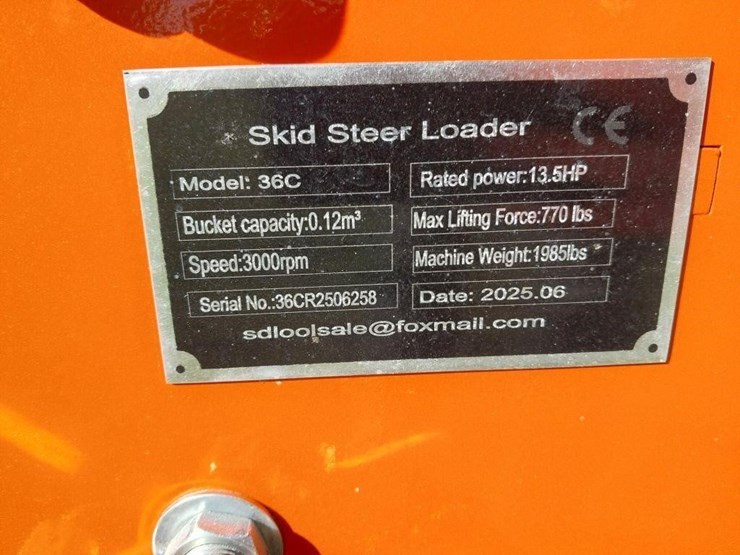 CE
Skid Steer Loader
Model: 36C
Rated power:13.5HP
Bucket capacity:0.12m³
Max Lifting Force:770 lbs
Speed:3000rpm
Machine Weight:1985lbs
Serial No.:36CR2506258
Date: 2025.06
sdloolsale@foxmail.com